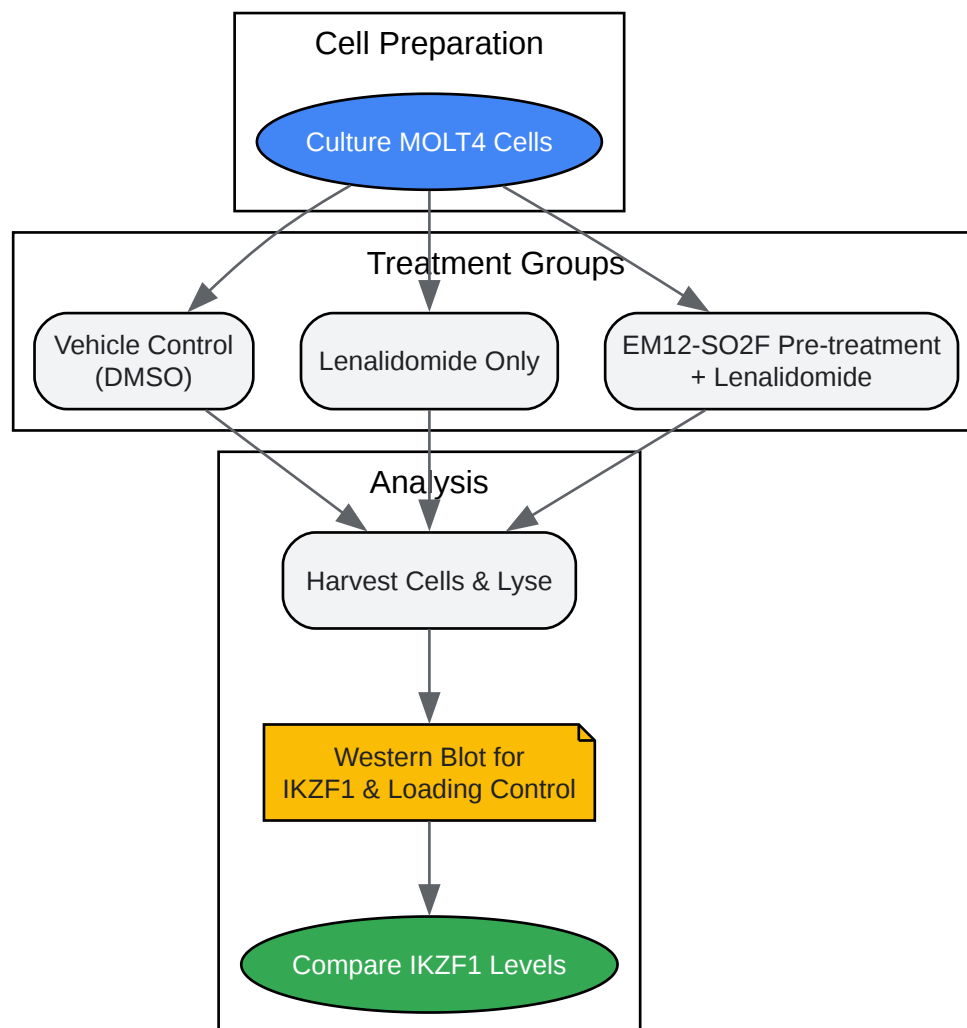 Cell Preparation
Culture MOLT4 Cells
Treatment Groups
Vehicle Control
(DMSO)
Lenalidomide Only
EM12-SO2F Pre-treatment
+ Lenalidomide
Analysis
Harvest Cells & Lyse
Western Blot for
IKZF1 & Loading Control
Compare IKZF1 Levels